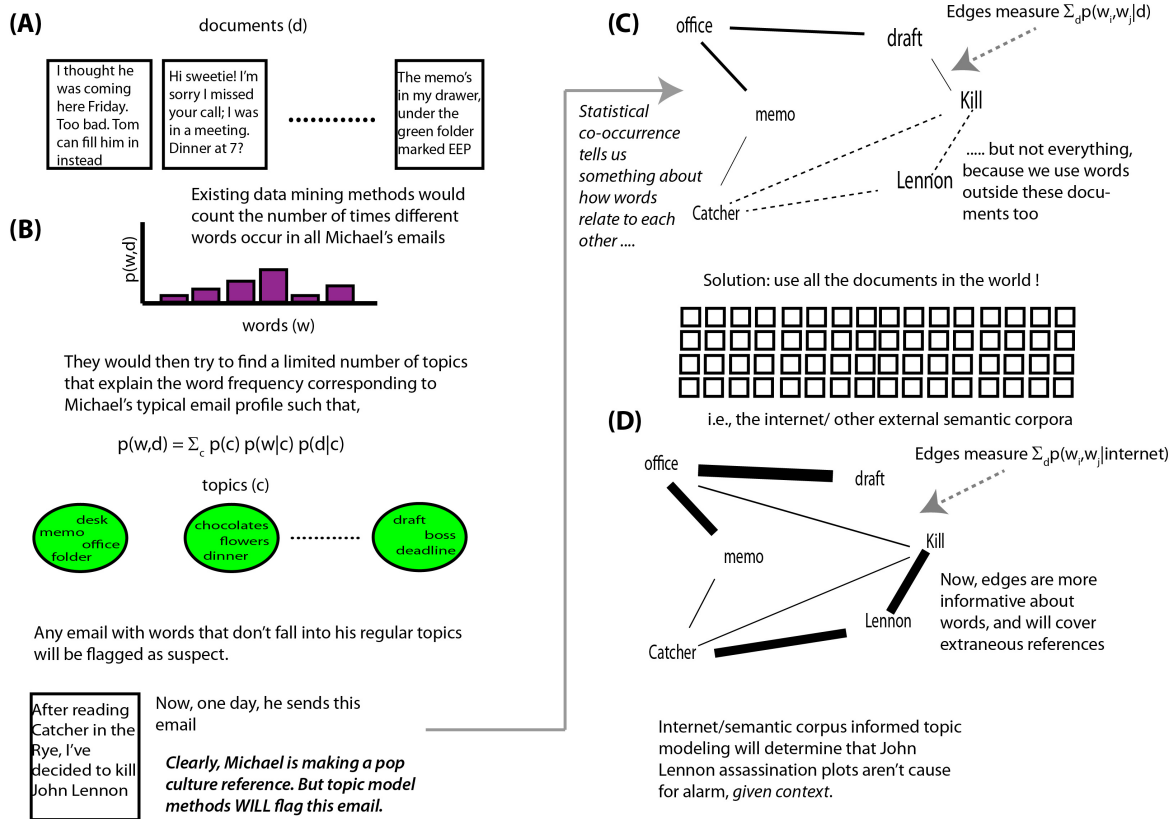 (A)
documents (d)
I thought he
was coming
here Friday.
Too bad. Tom
can fill him in
instead
Hi sweetie! I'm
sorry I missed
your call; I was
in a meeting.
Dinner at 7?
The memo's
in my drawer,
under the
green folder
marked EEP
Existing data mining methods would
count the number of times different
words occur in all Michael's emails
(B)
p(w,d)
words (w)
They would then try to find a limited number of topics
that explain the word frequency corresponding to
Michael's typical email profile such that,
p(w,d) = Σc p(c) p(w|c) p(d|c)
topics (c)
desk
memo
office
folder
chocolates
flowers
dinner
draft
boss
deadline
Any email with words that don't fall into his regular topics
will be flagged as suspect.
After reading
Catcher in the
Rye, I've
decided to kill
John Lennon
Now, one day, he sends this
email
Clearly, Michael is making a pop
culture reference. But topic model
methods WILL flag this email.
(C)
office
draft
Edges measure Σdp(wi,wj|d)
Kill
memo
Lennon
Catcher
Statistical
co-occurrence
tells us
something about
how words
relate to each
other ....
..... but not everything,
because we use words
outside these docu-
ments too
Solution: use all the documents in the world !
i.e., the internet/ other external semantic corpora
(D)
office
draft
Edges measure Σdp(wi,wj|internet)
Kill
memo
Lennon
Catcher
Now, edges are more
informative about
words, and will cover
extraneous references
Internet/semantic corpus informed topic
modeling will determine that John
Lennon assassination plots aren't cause
for alarm, given context.